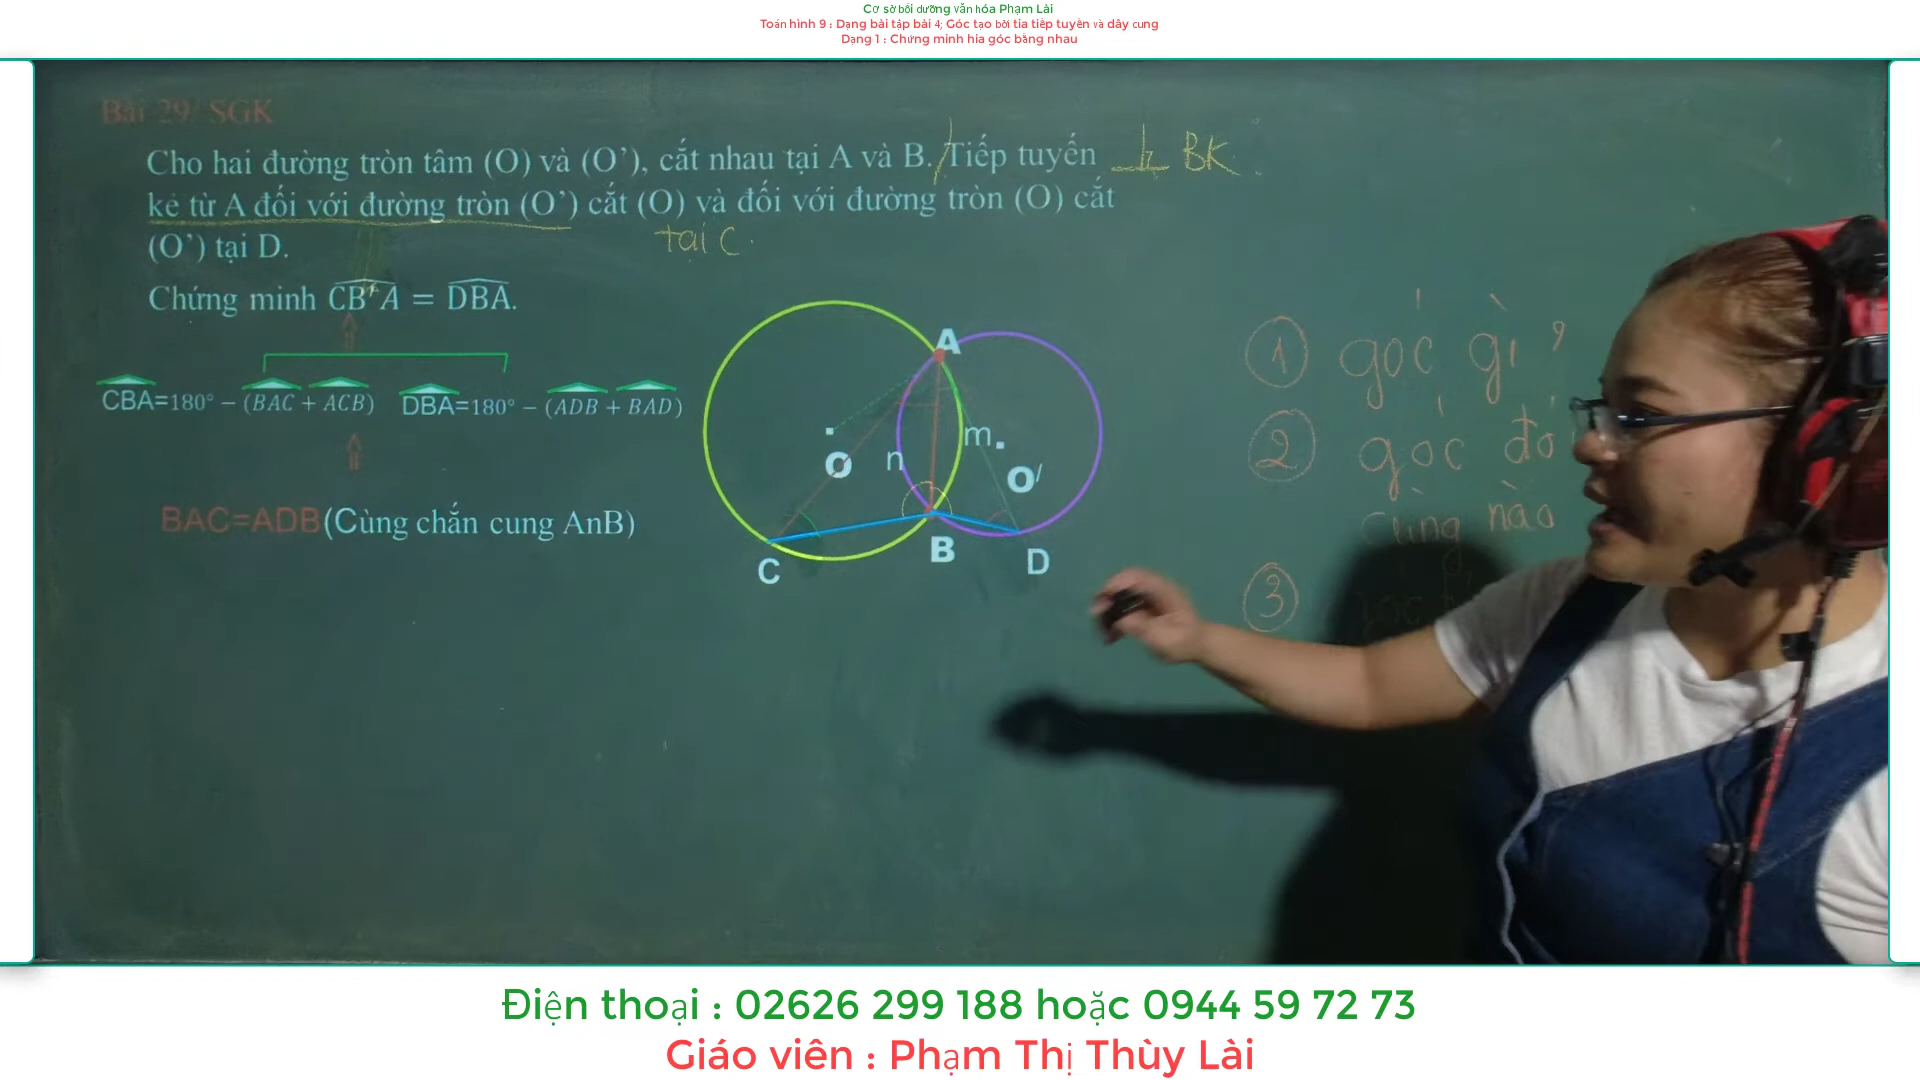 Cơ sở bồi dưỡng văn hóa Phạm Lài
Toán hình 9 : Dạng bài tập bài 4; Góc tạo bởi tia tiếp tuyến và dây cung
Dạng 1 : Chứng minh hia góc bằng nhau
Bài 29/ SGK
Cho hai đường tròn tâm (O) và (O’), cắt nhau tại A và B. Tiếp tuyến
BK
kẻ từ A đối với đường tròn (O’) cắt (O) và đối với đường tròn (O) cắt
tại C.
(O’) tại D.
Chứng minh CBA = DBA.
CBA=180° – (BAC + ACB) DBA=180° – (ADB + BAD)
BAC=ADB(Cùng chắn cung AnB)
A
m
O
n
O'
B
C
D
1 góc gì ?
2 góc đó
Cùng nào
3
Điện thoại : 02626 299 188 hoặc 0944 59 72 73
Giáo viên : Phạm Thị Thùy Lài